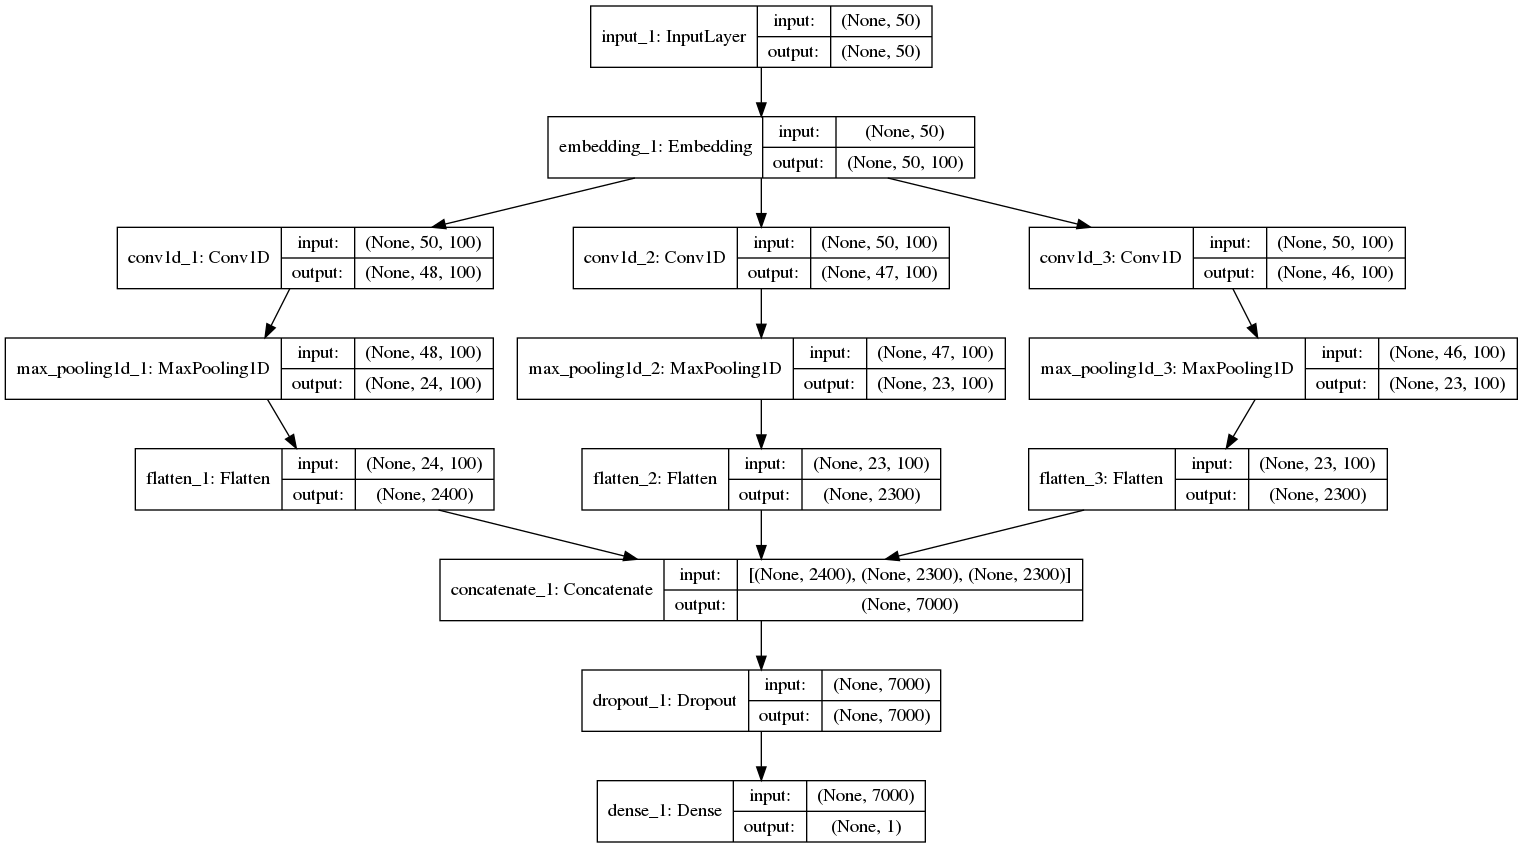 input_1: InputLayer
input: (None, 50)
output: (None, 50)
embedding_1: Embedding
input: (None, 50)
output: (None, 50, 100)
conv1d_1: Conv1D
input: (None, 50, 100)
output: (None, 48, 100)
conv1d_2: Conv1D
input: (None, 50, 100)
output: (None, 47, 100)
conv1d_3: Conv1D
input: (None, 50, 100)
output: (None, 46, 100)
max_pooling1d_1: MaxPooling1D
input: (None, 48, 100)
output: (None, 24, 100)
max_pooling1d_2: MaxPooling1D
input: (None, 47, 100)
output: (None, 23, 100)
max_pooling1d_3: MaxPooling1D
input: (None, 46, 100)
output: (None, 23, 100)
flatten_1: Flatten
input: (None, 24, 100)
output: (None, 2400)
flatten_2: Flatten
input: (None, 23, 100)
output: (None, 2300)
flatten_3: Flatten
input: (None, 23, 100)
output: (None, 2300)
concatenate_1: Concatenate
input: [(None, 2400), (None, 2300), (None, 2300)]
output: (None, 7000)
dropout_1: Dropout
input: (None, 7000)
output: (None, 7000)
dense_1: Dense
input: (None, 7000)
output: (None, 1)